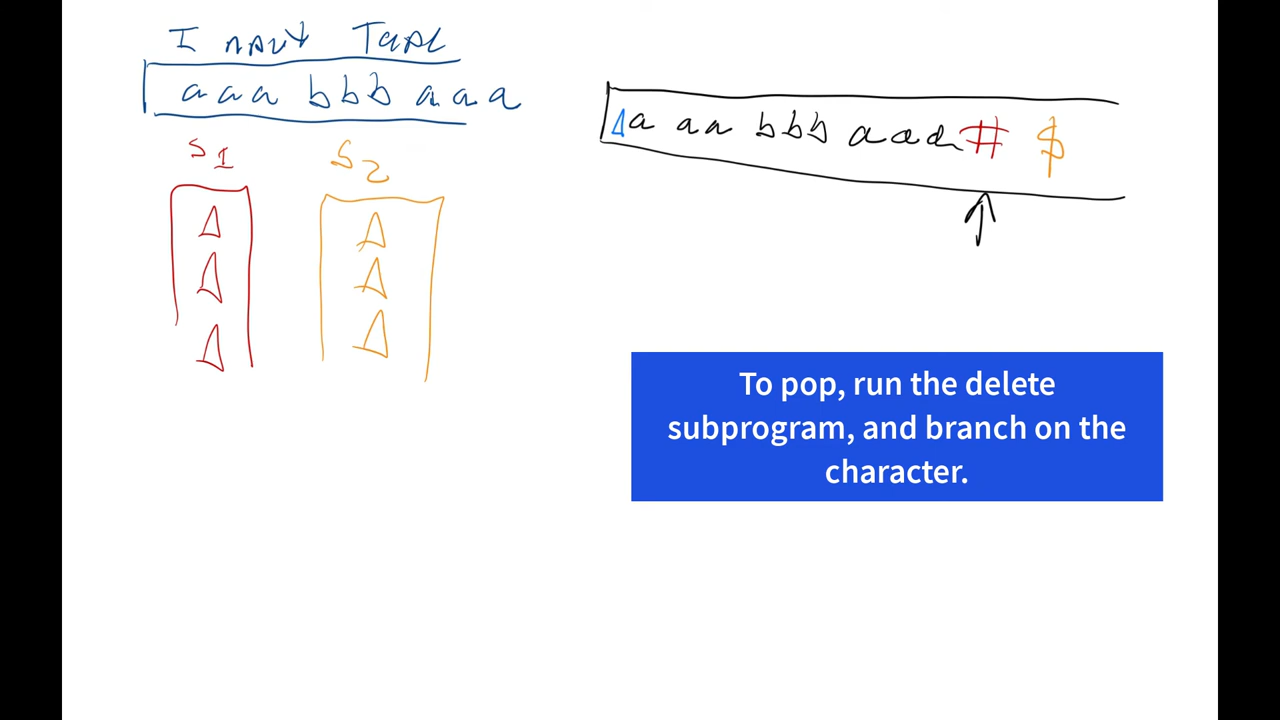 Input Tape
aaa bbb aaa
S1 S2
Δ Δ
Δ Δ
Δ Δ
Δa aa bbb aaa # $
To pop, run the delete
subprogram, and branch on the
character.